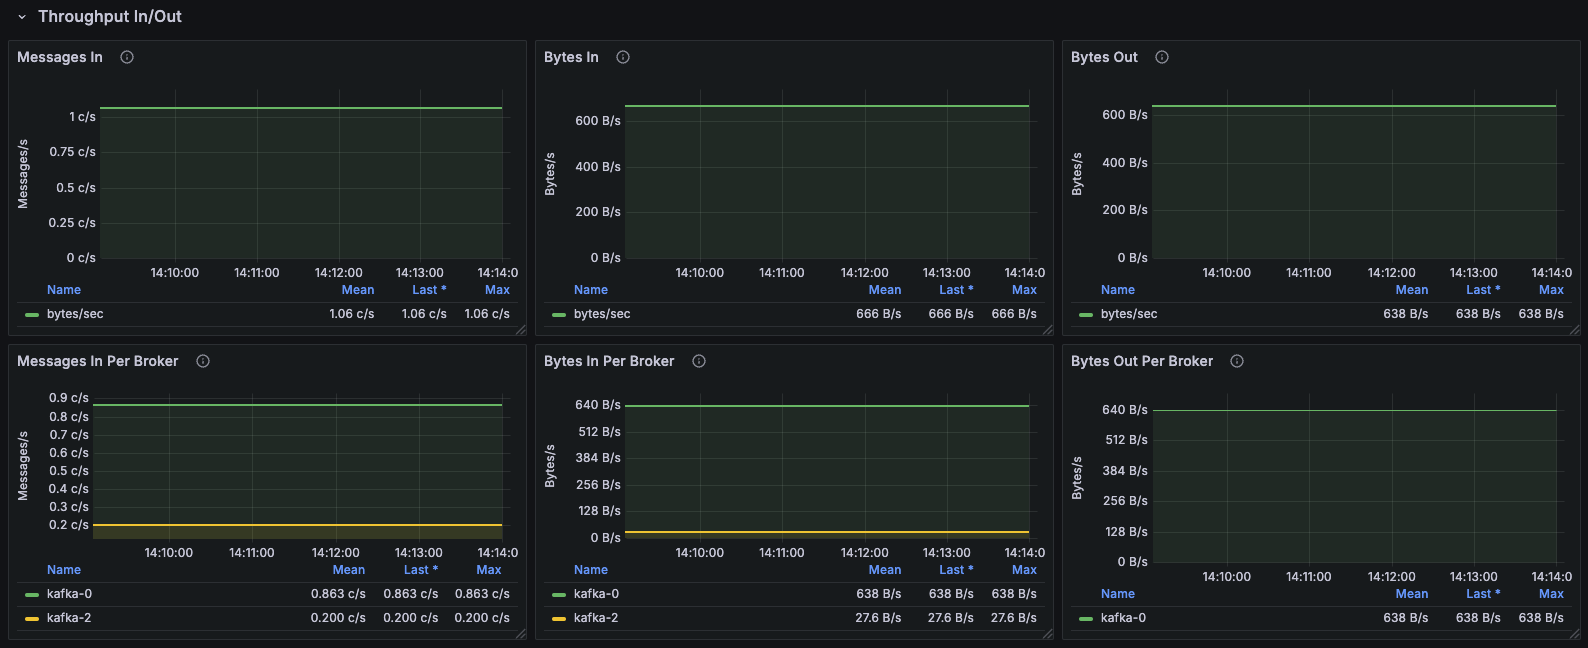 Throughput In/Out
Messages In
Messages/s
1 c/s
0.75 c/s
0.5 c/s
0.25 c/s
0 c/s
14:10:00 14:11:00 14:12:00 14:13:00 14:14:0
Name Mean Last * Max
bytes/sec 1.06 c/s 1.06 c/s 1.06 c/s
Bytes In
Bytes/s
600 B/s
400 B/s
200 B/s
0 B/s
14:10:00 14:11:00 14:12:00 14:13:00 14:14:0
Name Mean Last * Max
bytes/sec 666 B/s 666 B/s 666 B/s
Bytes Out
Bytes/s
600 B/s
400 B/s
200 B/s
0 B/s
14:10:00 14:11:00 14:12:00 14:13:00 14:14:0
Name Mean Last * Max
bytes/sec 638 B/s 638 B/s 638 B/s
Messages In Per Broker
Messages/s
0.9 c/s
0.8 c/s
0.7 c/s
0.6 c/s
0.5 c/s
0.4 c/s
0.3 c/s
0.2 c/s
14:10:00 14:11:00 14:12:00 14:13:00 14:14:0
Name Mean Last * Max
kafka-0 0.863 c/s 0.863 c/s 0.863 c/s
kafka-2 0.200 c/s 0.200 c/s 0.200 c/s
Bytes In Per Broker
Bytes/s
640 B/s
512 B/s
384 B/s
256 B/s
128 B/s
0 B/s
14:10:00 14:11:00 14:12:00 14:13:00 14:14:0
Name Mean Last * Max
kafka-0 638 B/s 638 B/s 638 B/s
kafka-2 27.6 B/s 27.6 B/s 27.6 B/s
Bytes Out Per Broker
Bytes/s
640 B/s
512 B/s
384 B/s
256 B/s
128 B/s
0 B/s
14:10:00 14:11:00 14:12:00 14:13:00 14:14:0
Name Mean Last * Max
kafka-0 638 B/s 638 B/s 638 B/s